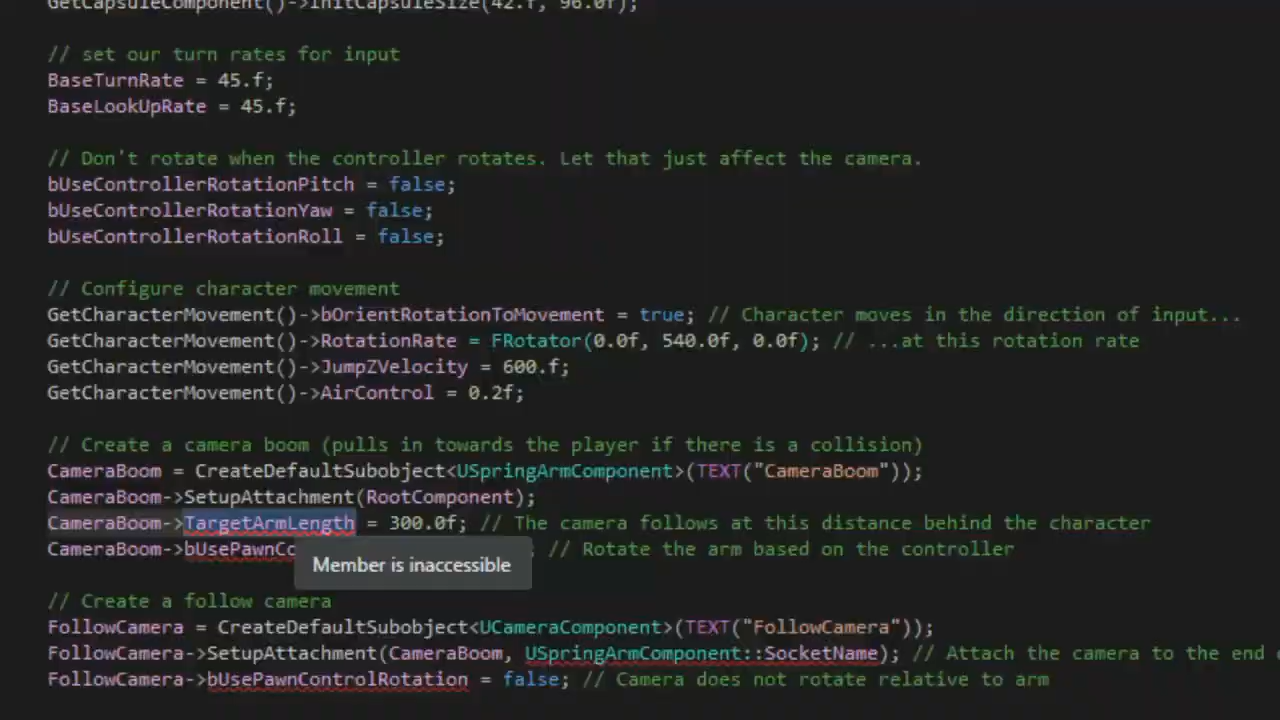 GetCapsuleComponent()->InitCapsuleSize(42.f, 96.0f);
// set our turn rates for input
BaseTurnRate = 45.f;
BaseLookUpRate = 45.f;
// Don't rotate when the controller rotates. Let that just affect the camera.
bUseControllerRotationPitch = false;
bUseControllerRotationYaw = false;
bUseControllerRotationRoll = false;
// Configure character movement
GetCharacterMovement()->bOrientRotationToMovement = true; // Character moves in the direction of input...
GetCharacterMovement()->RotationRate = FRotator(0.0f, 540.0f, 0.0f); // ...at this rotation rate
GetCharacterMovement()->JumpZVelocity = 600.f;
GetCharacterMovement()->AirControl = 0.2f;
// Create a camera boom (pulls in towards the player if there is a collision)
CameraBoom = CreateDefaultSubobject<USpringArmComponent>(TEXT("CameraBoom"));
CameraBoom->SetupAttachment(RootComponent);
CameraBoom->TargetArmLength = 300.0f; // The camera follows at this distance behind the character
CameraBoom->bUsePawnCo // Rotate the arm based on the controller
Member is inaccessible
// Create a follow camera
FollowCamera = CreateDefaultSubobject<UCameraComponent>(TEXT("FollowCamera"));
FollowCamera->SetupAttachment(CameraBoom, USpringArmComponent::SocketName); // Attach the camera to the end
FollowCamera->bUsePawnControlRotation = false; // Camera does not rotate relative to arm